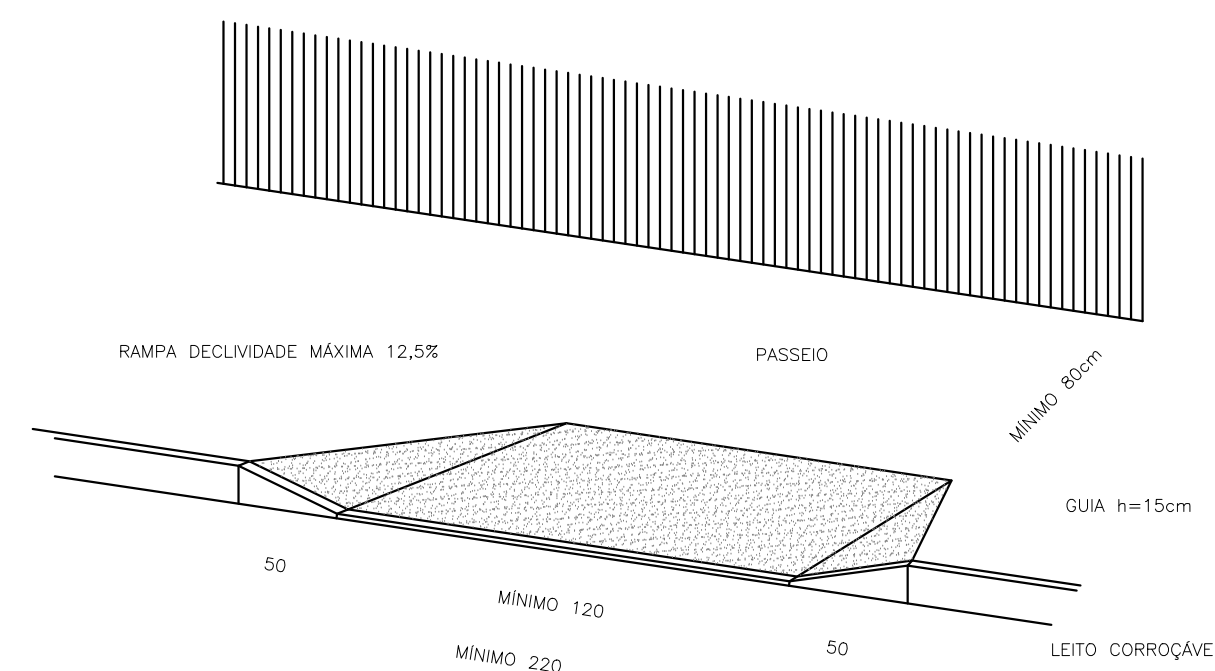 RAMPA DECLIVIDADE MÁXIMA 12,5%
PASSEIO
MÍNIMO 80cm
GUIA h=15cm
50
MÍNIMO 120
50
MÍNIMO 220
LEITO CORROÇÁVE